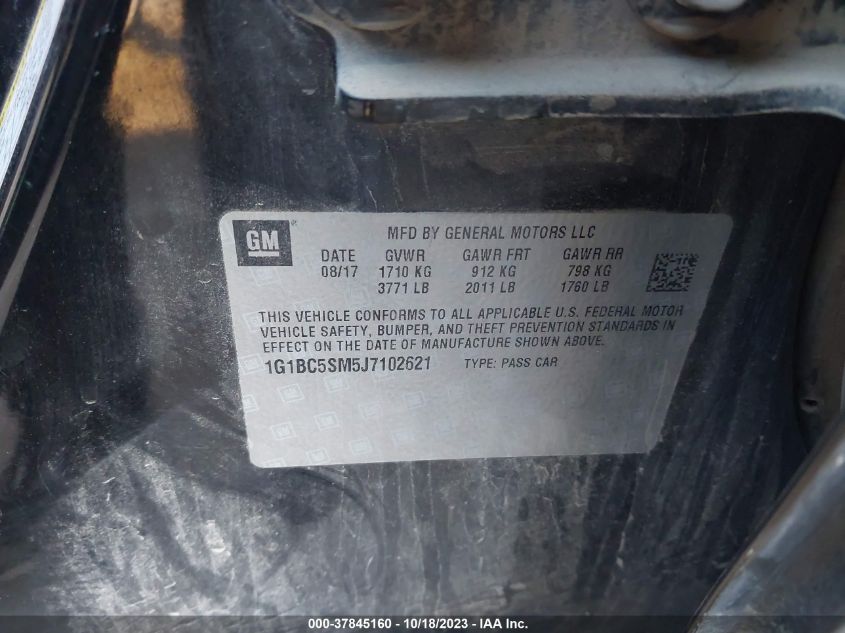 GM
MFD BY GENERAL MOTORS LLC
DATE GVWR GAWR FRT GAWR RR
08/17 1710 KG 912 KG 798 KG
3771 LB 2011 LB 1760 LB
THIS VEHICLE CONFORMS TO ALL APPLICABLE U.S. FEDERAL MOTOR
VEHICLE SAFETY, BUMPER, AND THEFT PREVENTION STANDARDS IN
EFFECT ON THE DATE OF MANUFACTURE SHOWN ABOVE.
1G1BC5SM5J7102621 TYPE: PASS CAR
000-37845160 - 10/18/2023 - IAA Inc.